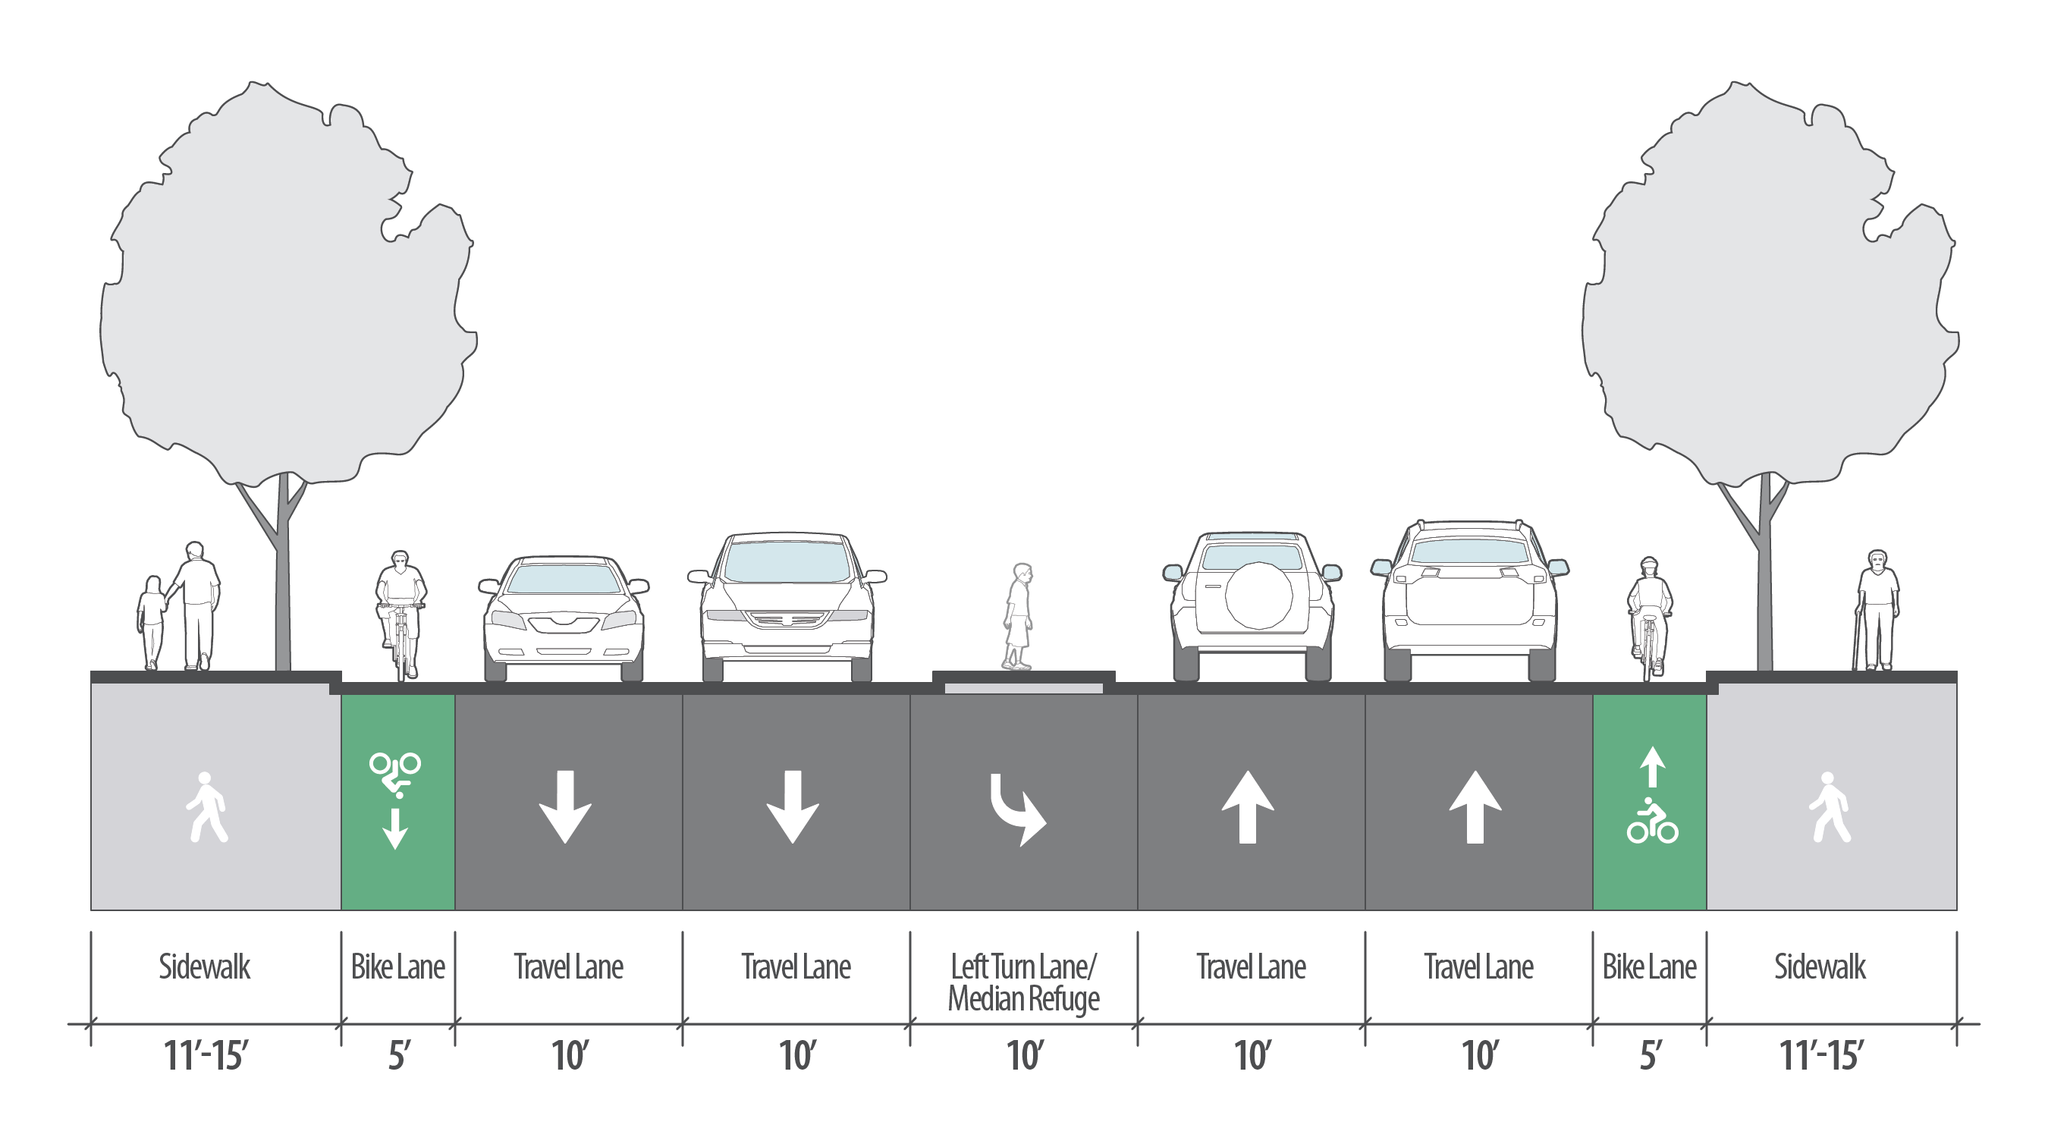 Sidewalk
Bike Lane
Travel Lane
Travel Lane
Left Turn Lane/
Median Refuge
Travel Lane
Travel Lane
Bike Lane
Sidewalk
11’-15’
5’
10’
10’
10’
10’
10’
5’
11’-15’